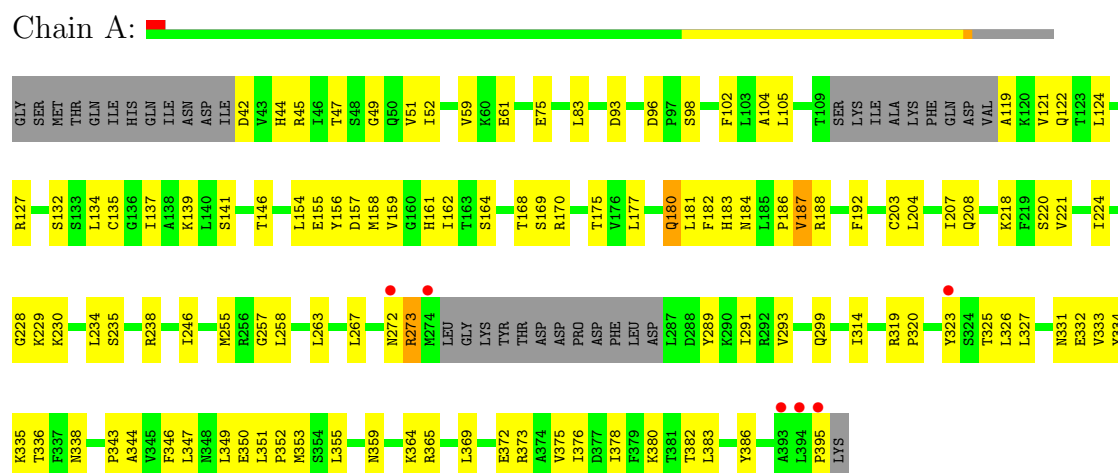 Chain A:
GLY SER MET THR GLN ILE HIS GLN ILE ASN ASP ILE D42 V43 H44 R45 I46 T47 S48 G49 Q50 V51 I52 V59 K60 E61 E75 L83 D93 D96 P97 S98 F102 L103 A104 L105 T109 SER LYS ILE ALA LYS PHE GLN ASP VAL A119 K120 V121 Q122 T123 L124
R127 S132 S133 L134 C135 G136 I137 A138 K139 L140 S141 T146 L154 E155 Y156 D157 M158 V159 G160 H161 I162 T163 S164 T168 S169 R170 T175 V176 L177 Q180 L181 F182 H183 N184 L185 P186 V187 R188 F192 C203 L204 I207 Q208 K218 F219 S220 V221 I224
G228 K229 K230 L234 S235 R238 I246 M255 R256 G257 L258 L263 L267 N272 R273 M274 LEU GLY LYS TYR THR ASP ASP PRO ASP PHE LEU ASP L287 D288 Y289 K290 I291 R292 V293 Q299 I314 R319 P320 Y323 S324 T325 L326 L327 N331 E332 V333 Y334
K335 T336 F337 N338 P343 A344 V345 F346 L347 N348 L349 E350 L351 P352 M353 S354 L355 N359 K364 R365 L369 E372 R373 A374 V375 I376 D377 I378 F379 K380 T381 T382 L383 Y386 A393 L394 P395 LYS